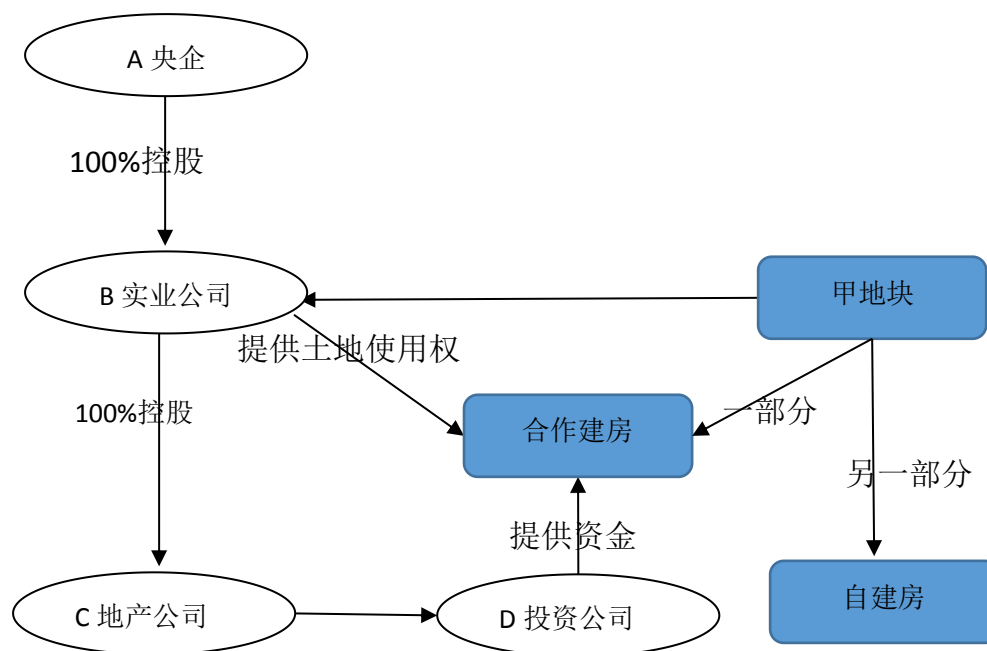 A 央企
100%控股
B 实业公司
甲地块
提供土地使用权
100%控股
合作建房
一部分
另一部分
提供资金
C 地产公司
D 投资公司
自建房